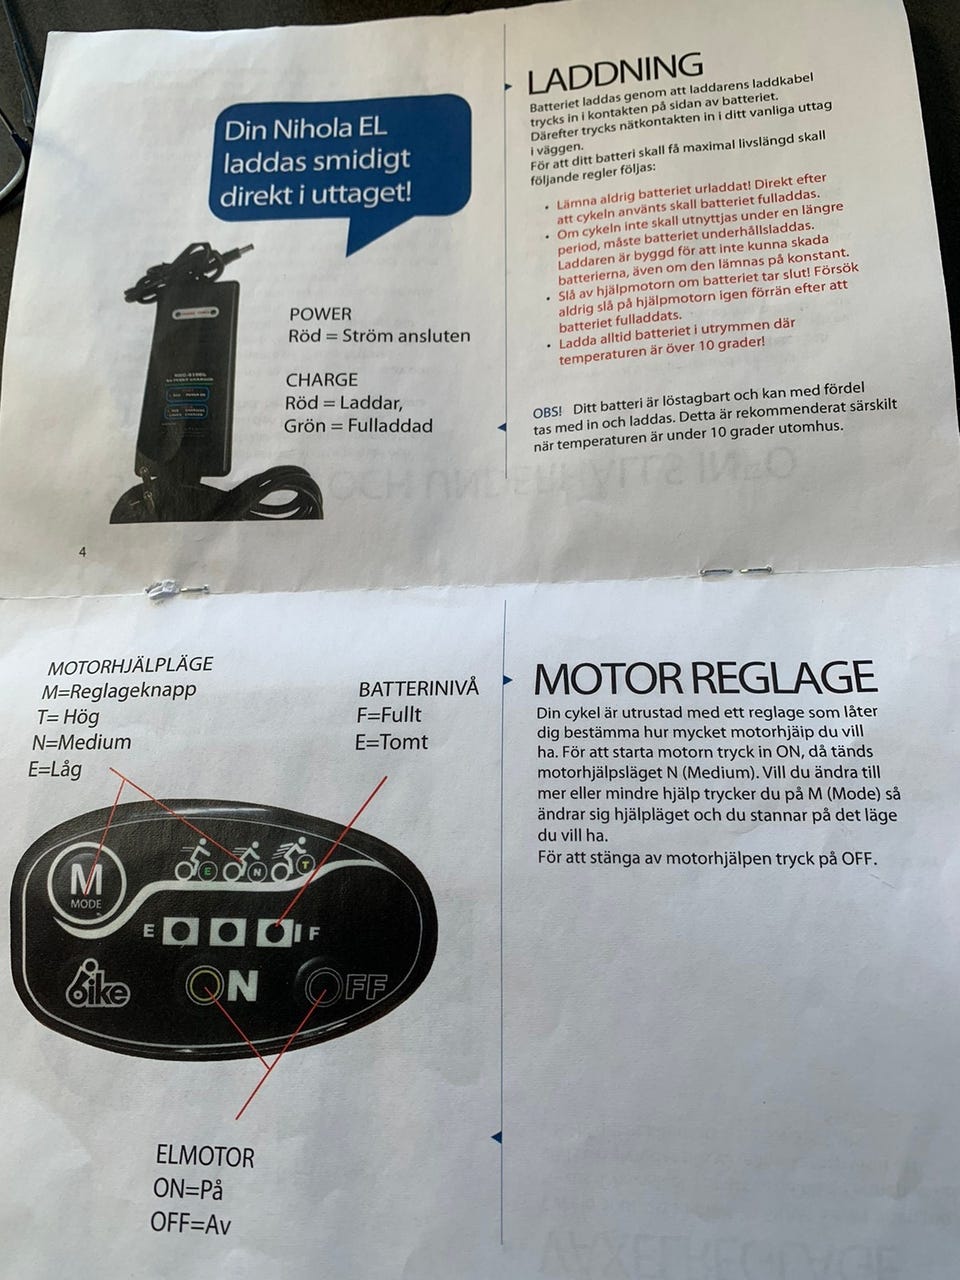 Din Nihola EL
laddas smidigt
direkt i uttaget!
POWER
Röd = Ström ansluten
CHARGE
Röd = Laddar,
Grön = Fulladdad
4
LADDNING
Batteriet laddas genom att laddarens laddkabel
trycks in i kontakten på sidan av batteriet.
Därefter trycks nätkontakten in i ditt vanliga uttag
i väggen.
För att ditt batteri skall få maximal livslängd skall
följande regler följas:
• Lämna aldrig batteriet urladdat! Direkt efter
att cykeln använts skall batteriet fulladdas.
• Om cykeln inte skall utnyttjas under en längre
period, måste batteriet underhållsladdas.
Laddaren är byggd för att inte kunna skada
batterierna, även om den lämnas på konstant.
• Slå av hjälpmotorn om batteriet tar slut! Försök
aldrig slå på hjälpmotorn igen förrän efter att
batteriet fulladdats.
• Ladda alltid batteriet i utrymmen där
temperaturen är över 10 grader!
OBS! Ditt batteri är löstagbart och kan med fördel
tas med in och laddas. Detta är rekommenderat särskilt
när temperaturen är under 10 grader utomhus.
MOTORHJÄLPLÄGE
M=Reglageknapp
T= Hög
N=Medium
E=Låg
BATTERINIVÅ
F=Fullt
E=Tomt
M
MODE
E N T
E F
bike
ON OFF
ELMOTOR
ON=På
OFF=Av
MOTOR REGLAGE
Din cykel är utrustad med ett reglage som låter
dig bestämma hur mycket motorhjäip du vill
ha. För att starta motorn tryck in ON, då tänds
motorhjälpsläget N (Medium). Vill du ändra till
mer eller mindre hjälp trycker du på M (Mode) så
ändrar sig hjälpläget och du stannar på det läge
du vill ha.
För att stänga av motorhjälpen tryck på OFF.